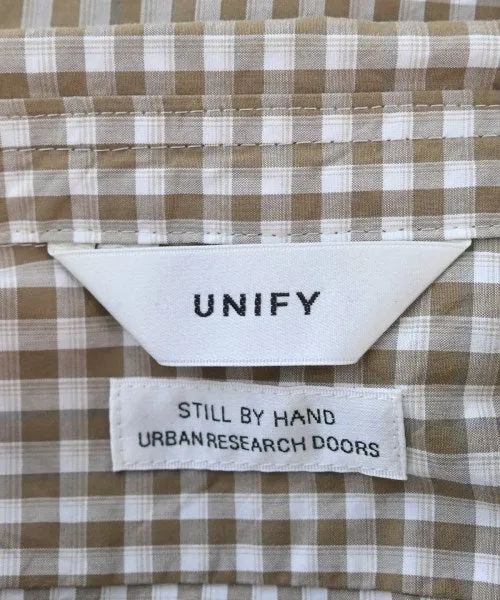 UNIFY
STILL BY HAND
URBAN RESEARCH DOORS